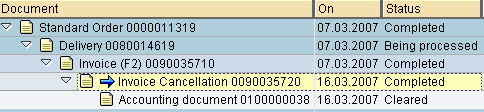 Document On Status
Standard Order 0000011319 07.03.2007 Completed
Delivery 0080014619 07.03.2007 Being processed
Invoice (F2) 0090035710 07.03.2007 Completed
Invoice Cancellation 0090035720 16.03.2007 Completed
Accounting document 0100000038 16.03.2007 Cleared